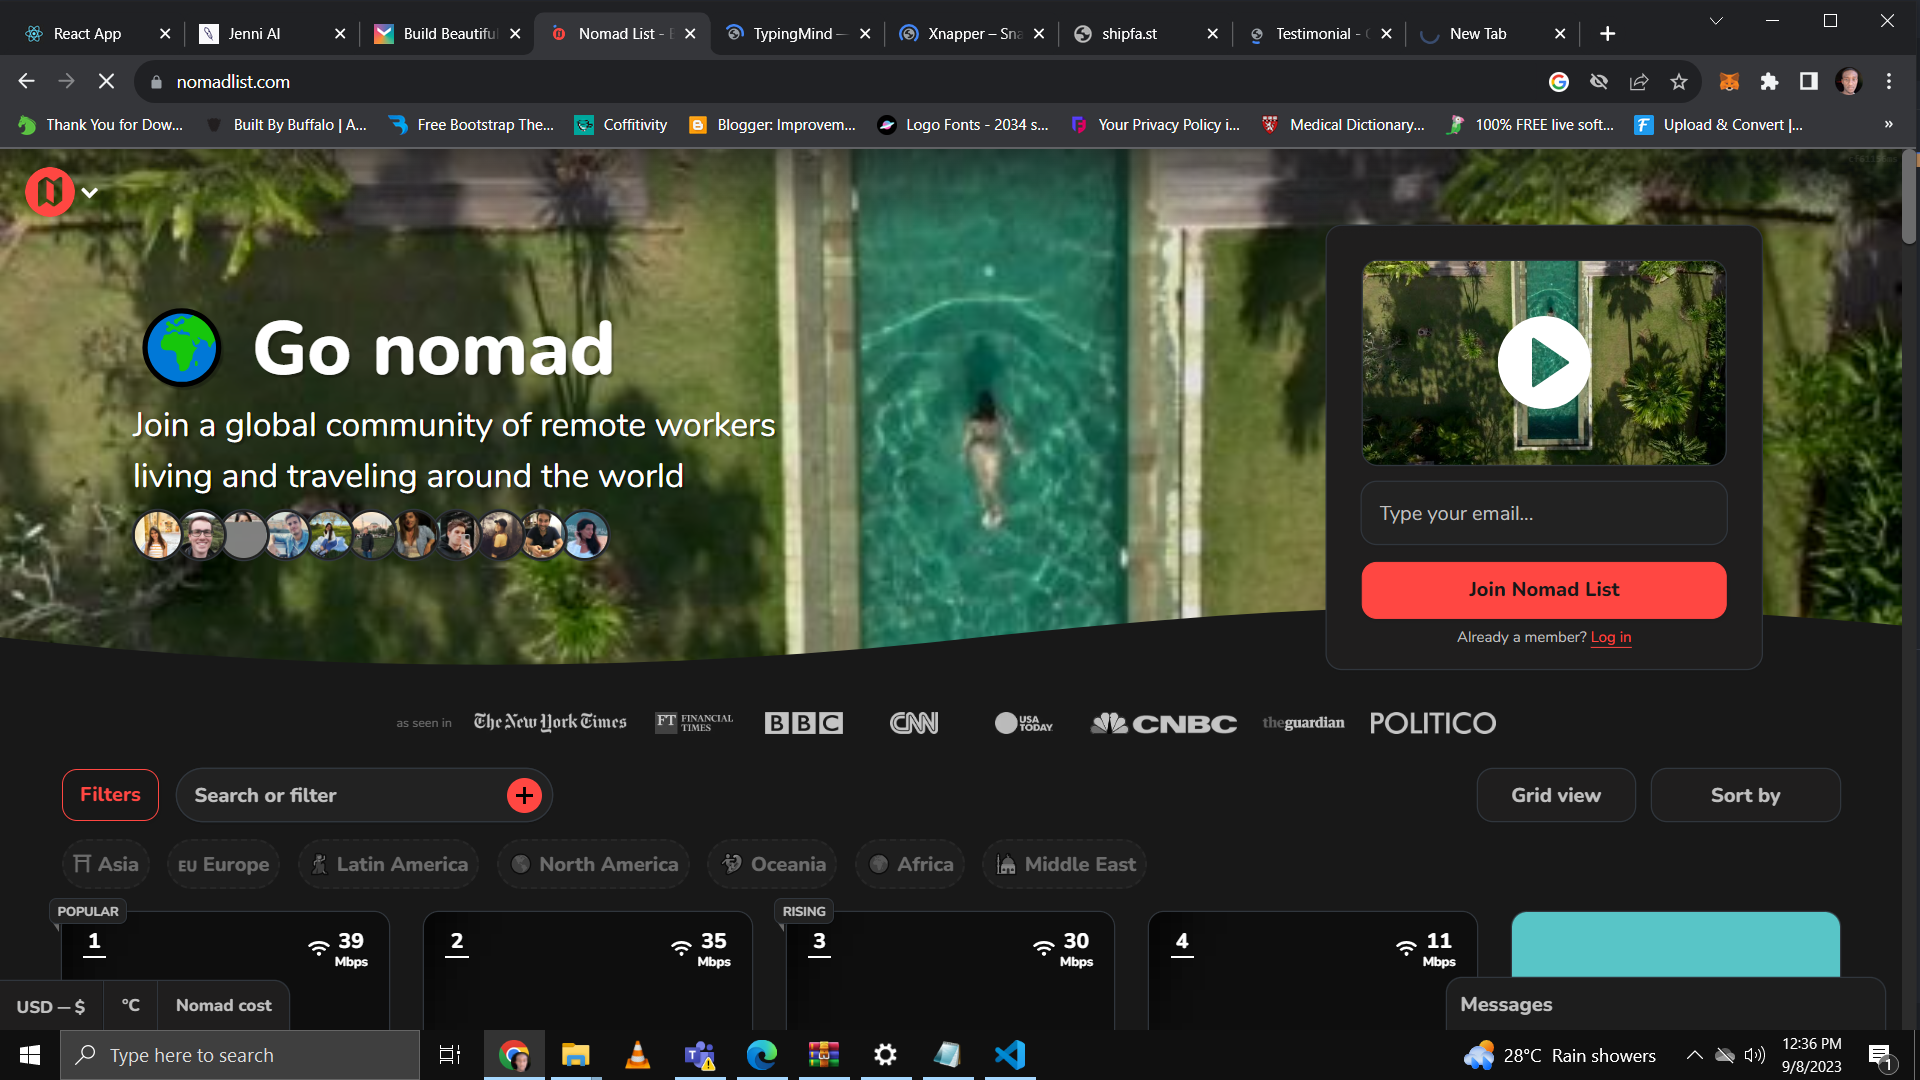 React App
Jenni AI
Build Beautiful
Nomad List -
TypingMind —
Xnapper – Sna
shipfa.st
Testimonial -
New Tab
nomadlist.com
Thank You for Dow...
Built By Buffalo | A...
Free Bootstrap The...
Coffitivity
Blogger: Improvem...
Logo Fonts - 2034 s...
Your Privacy Policy i...
Medical Dictionary...
100% FREE live soft...
Upload & Convert |...
»
Go nomad
Join a global community of remote workers
living and traveling around the world
Type your email...
Join Nomad List
Already a member? Log in
as seen in
The New York Times
FT FINANCIAL TIMES
BBC
CNN
USA TODAY
CNBC
theguardian
POLITICO
Filters
Search or filter
Grid view
Sort by
Asia
EU Europe
Latin America
North America
Oceania
Africa
Middle East
POPULAR
1
39
Mbps
2
35
Mbps
RISING
3
30
Mbps
4
11
Mbps
USD — $
°C
Nomad cost
Messages
Type here to search
28°C Rain showers
12:36 PM
9/8/2023
1